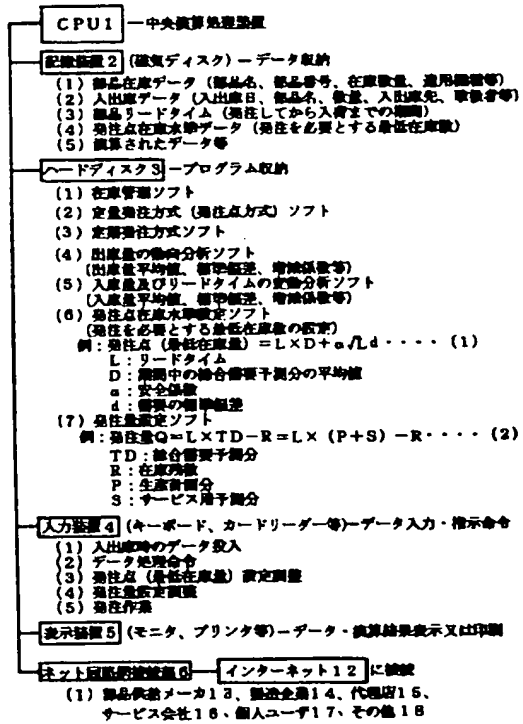 CPU1 ー中央演算処理装置
記憶装置2 (磁気ディスク) ーデータ収納
(1) 部品在庫データ (部品名、部品番号、在庫数量、適用機種等)
(2) 入出庫データ (入出庫日、部品名、数量、入出庫先、取扱者等)
(3) 部品リードタイム (発注してから入荷までの期間)
(4) 発注点在庫水準データ (発注を必要とする最低在庫数)
(5) 演算されたデータ等
ハードディスク3 ープログラム収納
(1) 在庫管理ソフト
(2) 定量発注方式 (発注点方式) ソフト
(3) 定期発注方式ソフト
(4) 出庫量の動向分析ソフト
(出庫量平均値、標準偏差、増減係数等)
(5) 入庫量及びリードタイムの変動分析ソフト
(入庫量平均値、標準偏差、増減係数等)
(6) 発注点在庫水準設定ソフト
(発注を必要とする最低在庫数の設定)
例:発注点 (最低在庫量) =L×D+α√Ld・・・・ (1)
L:リードタイム
D:期間中の総合需要予測分の平均値
α:安全係数
d:需要の標準偏差
(7) 発注量設定ソフト
例:発注量Q=L×TD−R=L× (P+S) −R・・・・ (2)
TD:総合需要予測分
R:在庫残数
P:生産計画分
S:サービス用予測分
入力装置4 (キーボード、カードリーダー等)ーデータ入力・指示命令
(1) 入出庫時のデータ投入
(2) データ処理命令
(3) 発注点 (最低在庫量) 設定調整
(4) 発注量設定調整
(5) 発注作業
表示装置5 (モニタ、プリンタ等)ーデータ・演算結果表示又は印刷
ネット回路網接続部6 インターネット12 に接続
(1) 部品供給メーカ13、製造企業14、代理店15、
サービス会社16、個人ユーザ17、その他18